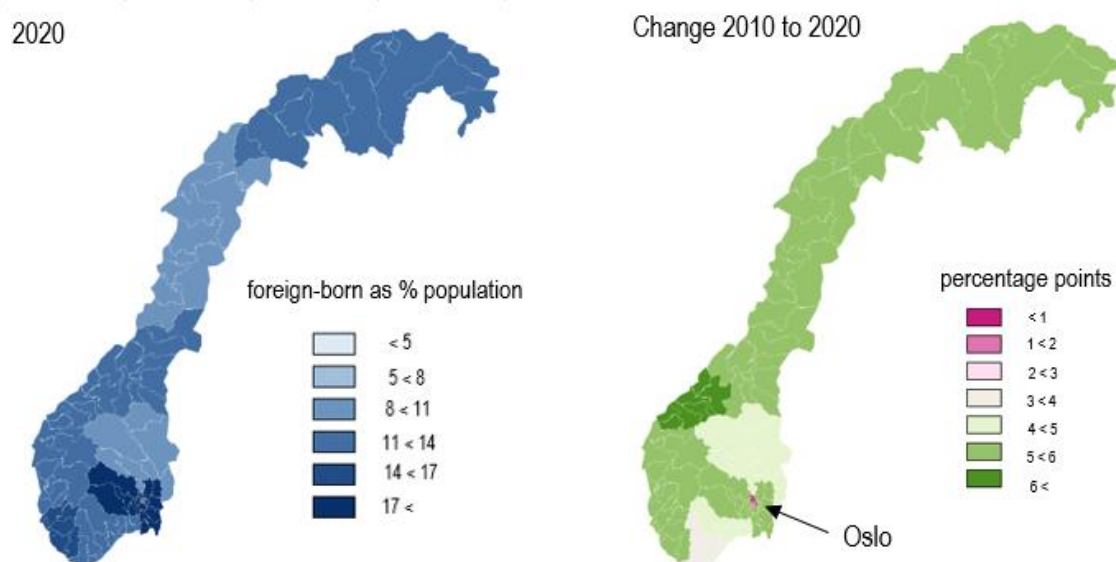 2020
Change 2010 to 2020
foreign-born as % population
< 5
5 < 8
8 < 11
11 < 14
14 < 17
17 <
percentage points
< 1
1 < 2
2 < 3
3 < 4
4 < 5
5 < 6
6 <
Oslo